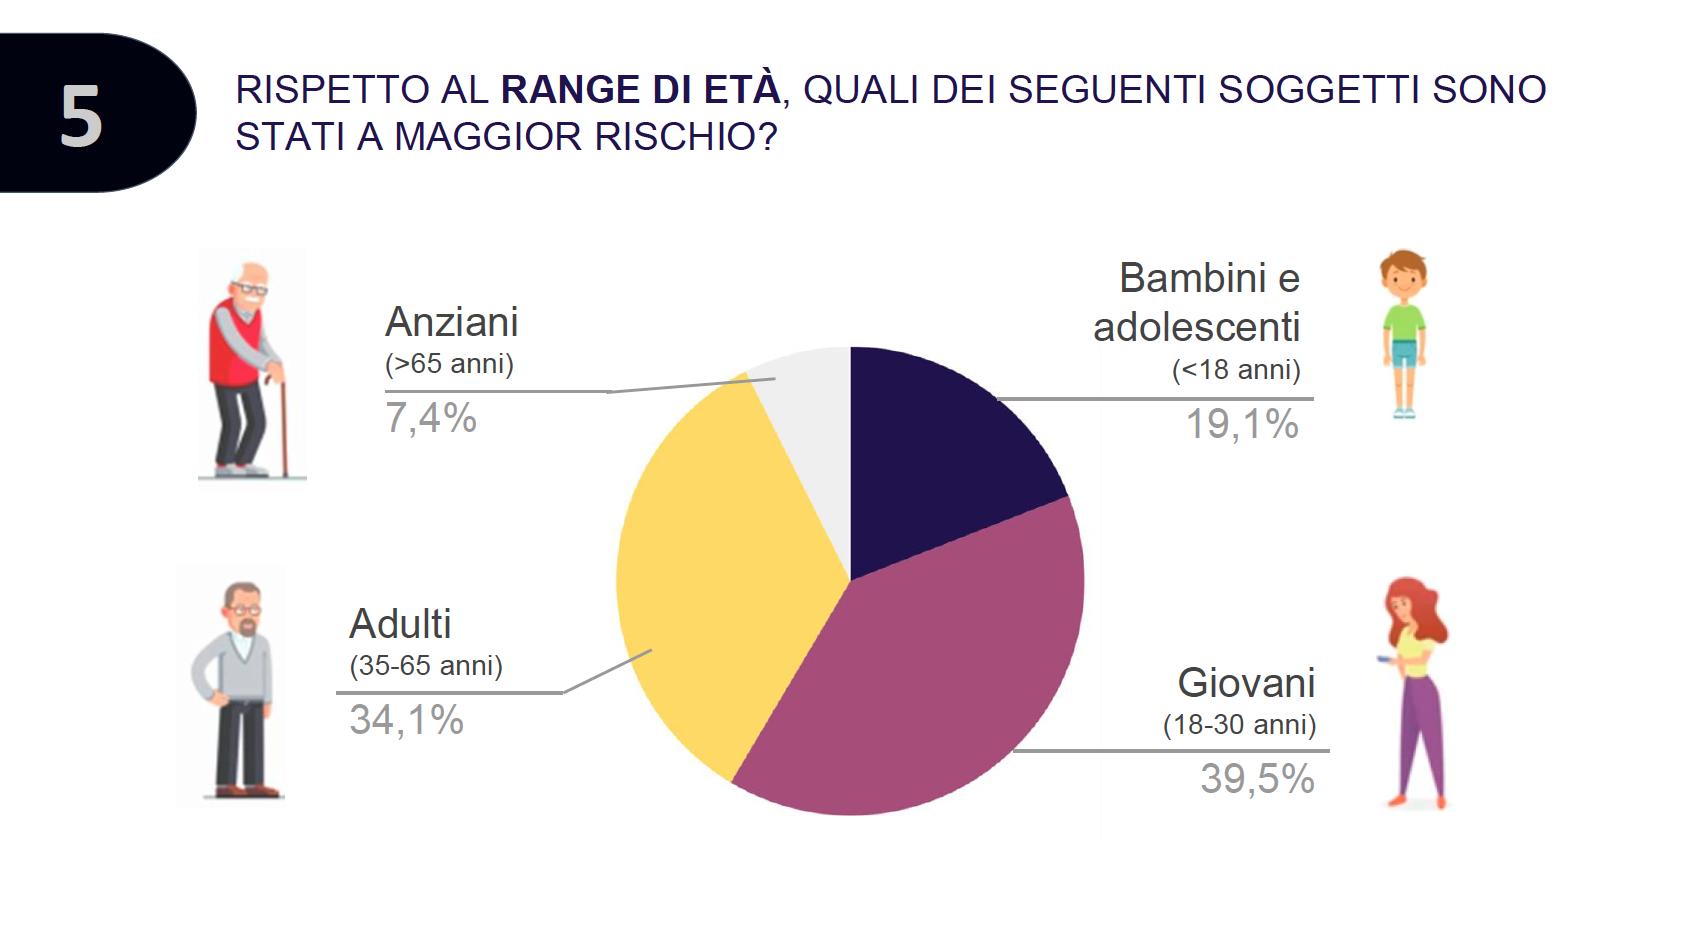 5
RISPETTO AL RANGE DI ETÀ, QUALI DEI SEGUENTI SOGGETTI SONO
STATI A MAGGIOR RISCHIO?
Anziani
(>65 anni)
7,4%
Bambini e
adolescenti
(<18 anni)
19,1%
Adulti
(35-65 anni)
34,1%
Giovani
(18-30 anni)
39,5%